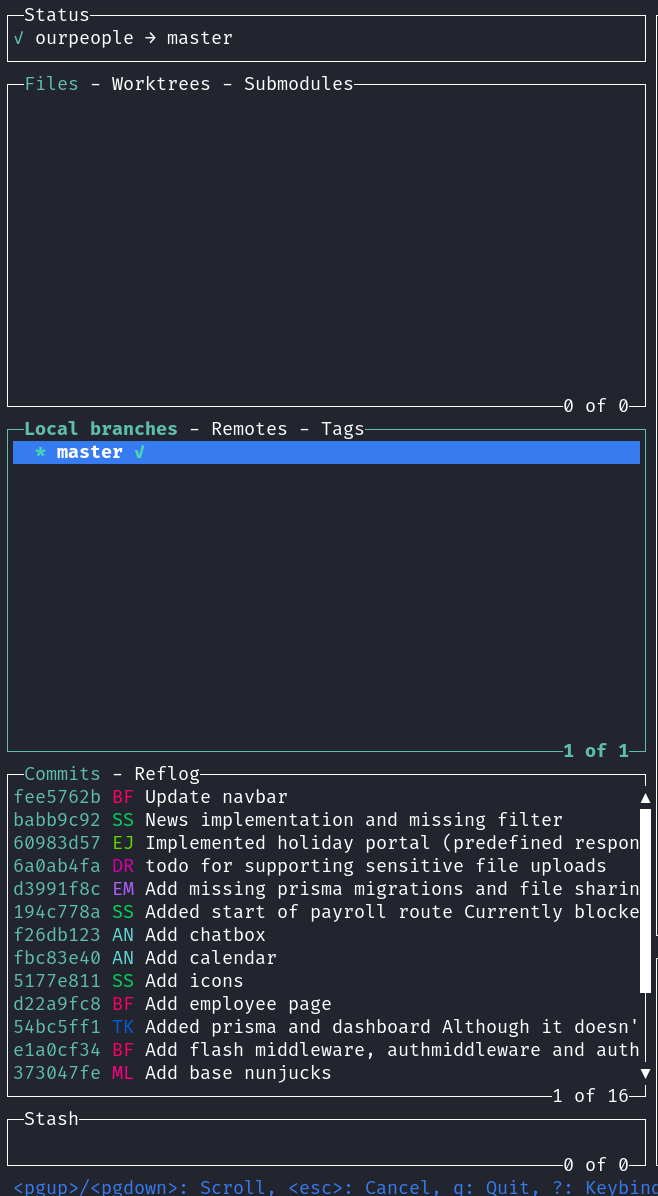 Status
√ ourpeople → master
Files - Worktrees - Submodules
0 of 0
Local branches - Remotes - Tags
* master √
1 of 1
Commits - Reflog
fee5762b BF Update navbar
babb9c92 SS News implementation and missing filter
60983d57 EJ Implemented holiday portal (predefined respon
6a0ab4fa DR todo for supporting sensitive file uploads
d3991f8c EM Add missing prisma migrations and file sharin
194c778a SS Added start of payroll route Currently blocke
f26db123 AN Add chatbox
fbc83e40 AN Add calendar
5177e811 SS Add icons
d22a9fc8 BF Add employee page
54bc5ff1 TK Added prisma and dashboard Although it doesn'
e1a0cf34 BF Add flash middleware, authmiddleware and auth
373047fe ML Add base nunjucks
1 of 16
Stash
0 of 0
<pgup>/<pgdown>: Scroll, <esc>: Cancel, q: Quit, ?: Keybind